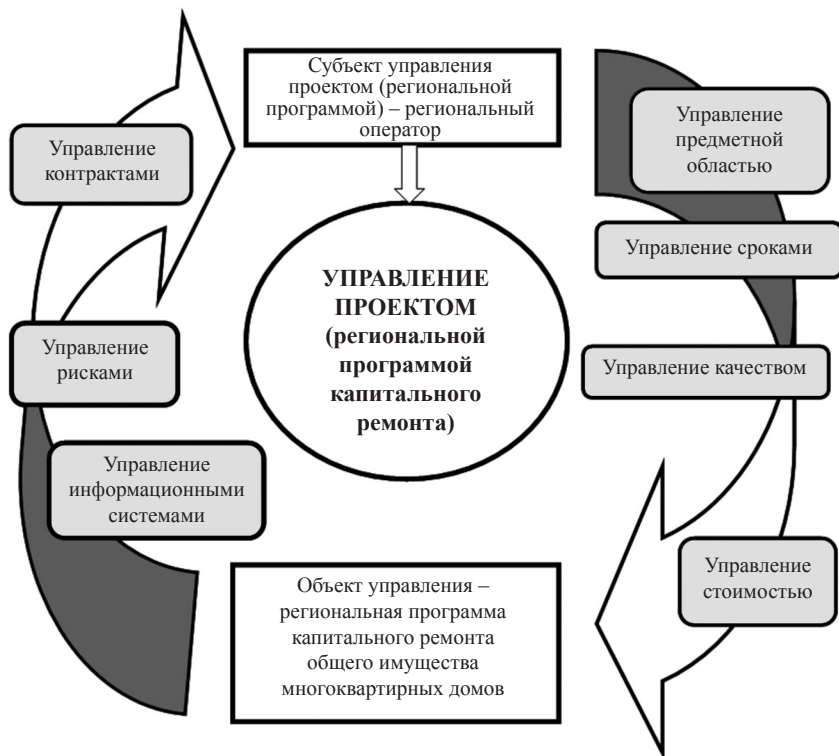 Субъект управления
проектом (региональной
программой) – региональный
оператор
Управление
предметной
областью
Управление
контрактами
Управление сроками
УПРАВЛЕНИЕ
ПРОЕКТОМ
(региональной
программой
капитального
ремонта)
Управление
рисками
Управление качеством
Управление
информационными
системами
Управление
стоимостью
Объект управления –
региональная программа
капитального ремонта
общего имущества
многоквартирных домов